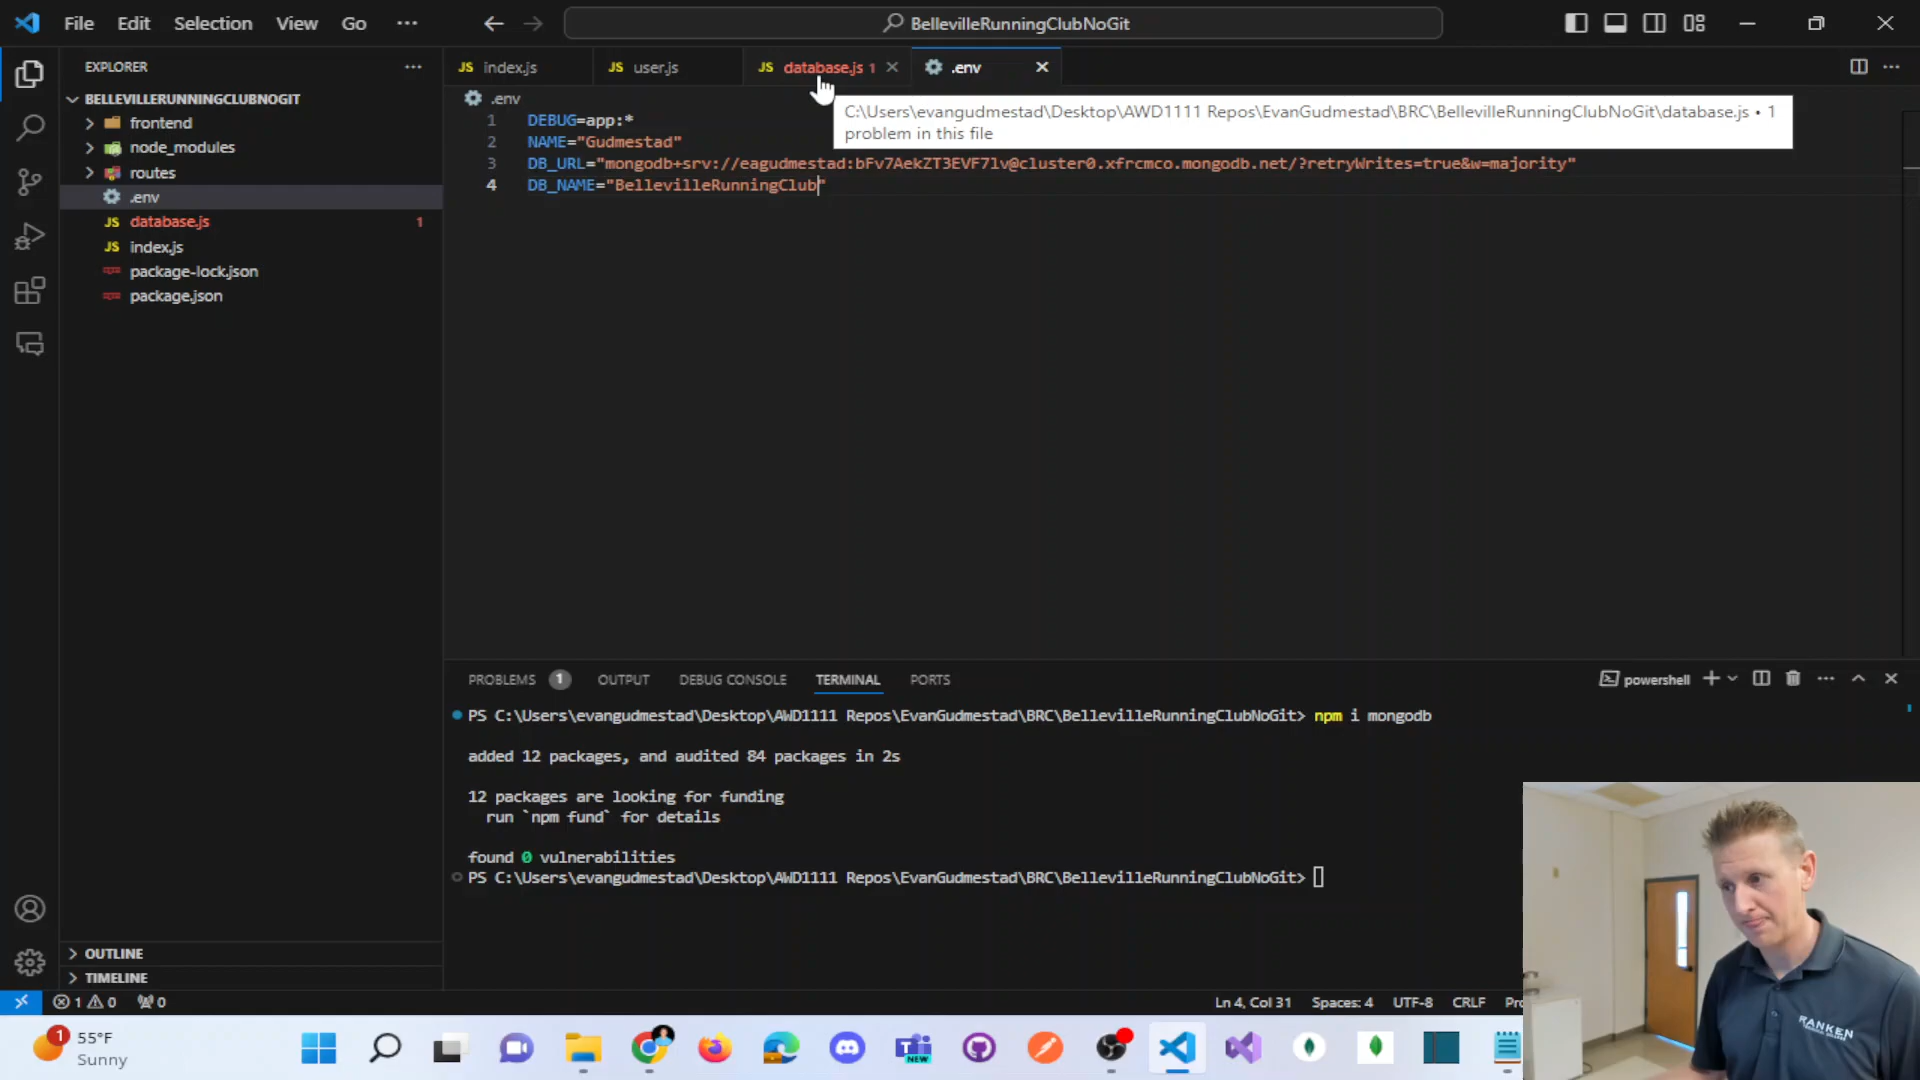 File Edit Selection View Go ··· BellevilleRunningClubNoGit
EXPLORER ···
BELLEVILLERUNNINGCLUBNOGIT
frontend
node_modules
routes
.env
database.js 1
index.js
package-lock.json
package.json
OUTLINE
TIMELINE
JS index.js JS user.js JS database.js 1 .env
.env
C:\Users\evangudmestad\Desktop\AWD1111 Repos\EvanGudmestad\BRC\BellevilleRunningClubNoGit\database.js • 1
problem in this file
1 DEBUG=app:*
2 NAME="Gudmestad"
3 DB_URL="mongodb+srv://eagudmestad:bFv7AekZT3EVF7lv@cluster0.xfrcmco.mongodb.net/?retryWrites=true&w=majority"
4 DB_NAME="BellevilleRunningClub"
PROBLEMS 1 OUTPUT DEBUG CONSOLE TERMINAL PORTS powershell
PS C:\Users\evangudmestad\Desktop\AWD1111 Repos\EvanGudmestad\BRC\BellevilleRunningClubNoGit> npm i mongodb
added 12 packages, and audited 84 packages in 2s
12 packages are looking for funding
run `npm fund` for details
found 0 vulnerabilities
PS C:\Users\evangudmestad\Desktop\AWD1111 Repos\EvanGudmestad\BRC\BellevilleRunningClubNoGit>
RANKEN
1 0 0 Ln 4, Col 31 Spaces: 4 UTF-8 CRLF
1 55°F
Sunny
NEW